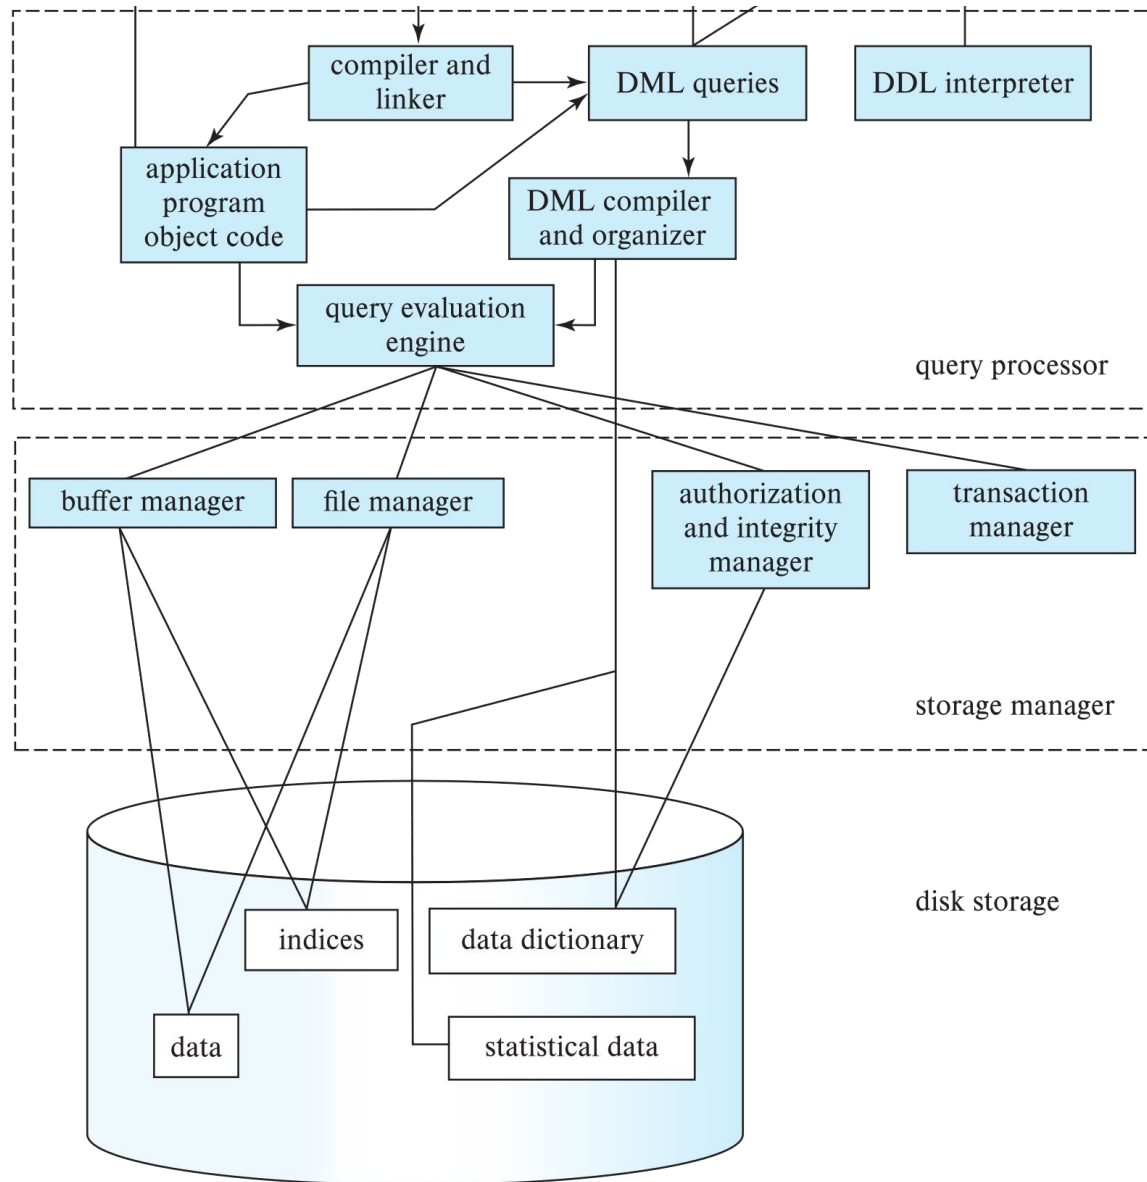 compiler and
linker
DML queries
DDL interpreter
application
program
object code
DML compiler
and organizer
query evaluation
engine
query processor
buffer manager
file manager
authorization
and integrity
manager
transaction
manager
storage manager
disk storage
indices
data dictionary
data
statistical data